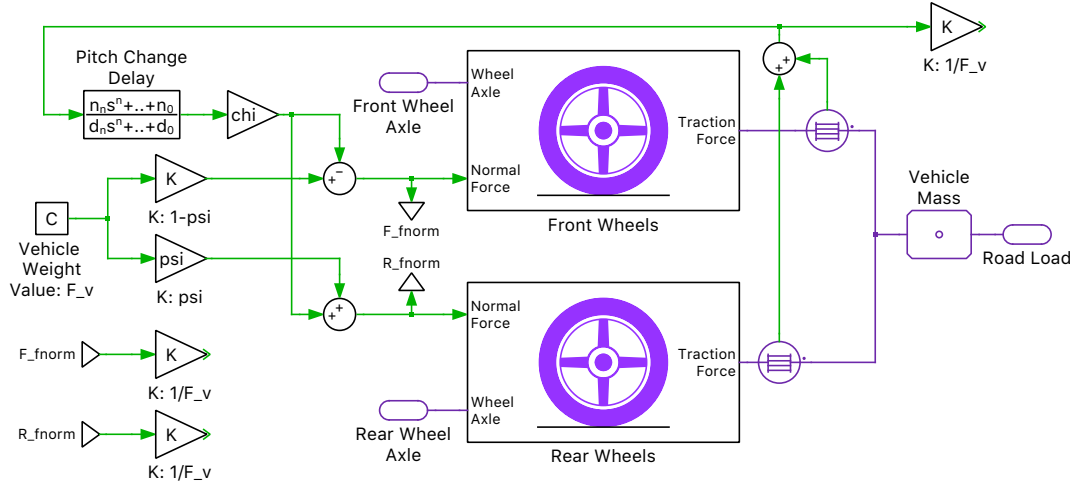 K
K: 1/F_v
Pitch Change
Delay
nₙsⁿ+..+n₀
dₙsⁿ+..+d₀
chi
Front Wheel
Axle
Wheel
Axle
Traction
Force
Normal
Force
Front Wheels
+
+
+
−
K
K: 1-psi
F_fnorm
C
Vehicle
Weight
Value: F_v
psi
K: psi
R_fnorm
+
+
Vehicle
Mass
Road Load
Normal
Force
Traction
Force
Wheel
Axle
Rear Wheel
Axle
Rear Wheels
F_fnorm
K
K: 1/F_v
R_fnorm
K
K: 1/F_v